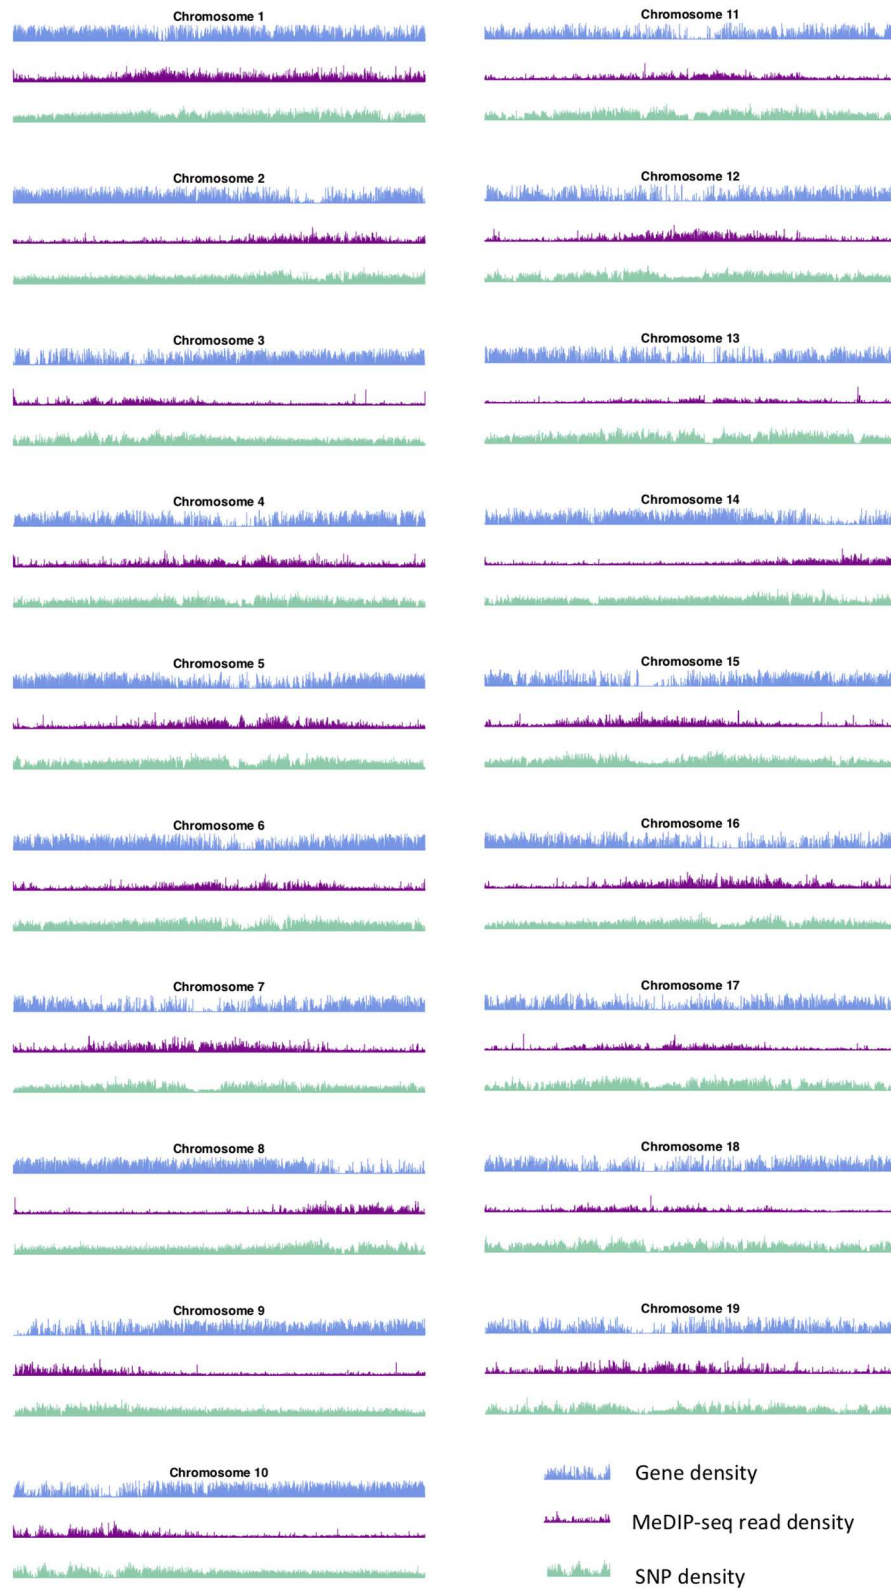 Chromosome 1
Chromosome 2
Chromosome 3
Chromosome 4
Chromosome 5
Chromosome 6
Chromosome 7
Chromosome 8
Chromosome 9
Chromosome 10
Chromosome 11
Chromosome 12
Chromosome 13
Chromosome 14
Chromosome 15
Chromosome 16
Chromosome 17
Chromosome 18
Chromosome 19
Gene density
MeDIP-seq read density
SNP density